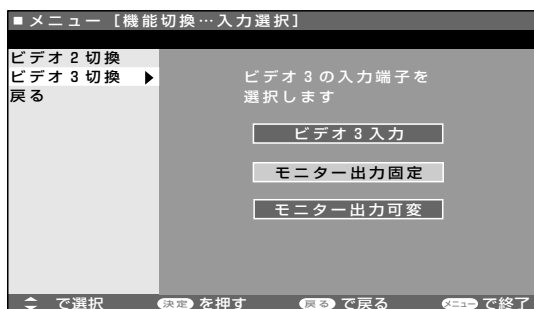 ■メニュー［機能切換…入力選択］
ビデオ２切換
ビデオ３切換 ▶
戻る
ビデオ３の入力端子を
選択します
ビデオ３入力
モニター出力固定
モニター出力可変
で選択 決定 を押す 戻る で戻る メニュー で終了